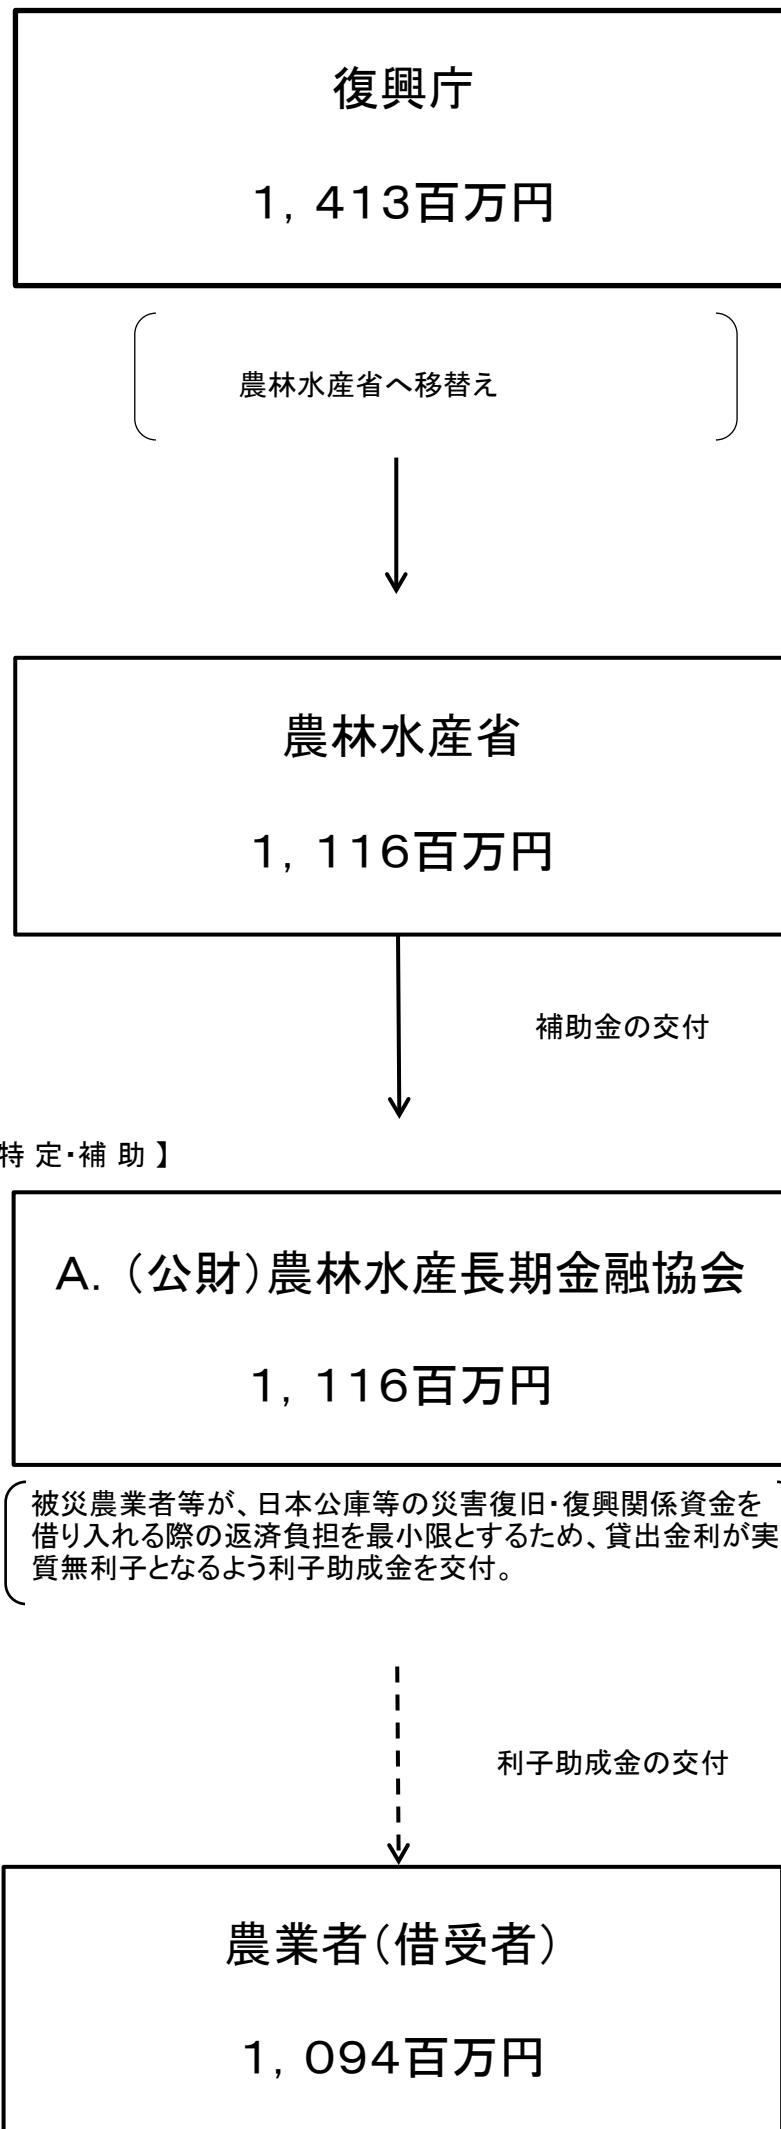 復興庁
１，４１３百万円
農林水産省へ移替え
農林水産省
１，１１６百万円
補助金の交付
特 定・補 助 】
A．（公財）農林水産長期金融協会
１，１１６百万円
被災農業者等が、日本公庫等の災害復旧・復興関係資金を
借り入れる際の返済負担を最小限とするため、貸出金利が実
質無利子となるよう利子助成金を交付。
利子助成金の交付
農業者（借受者）
１，０９４百万円